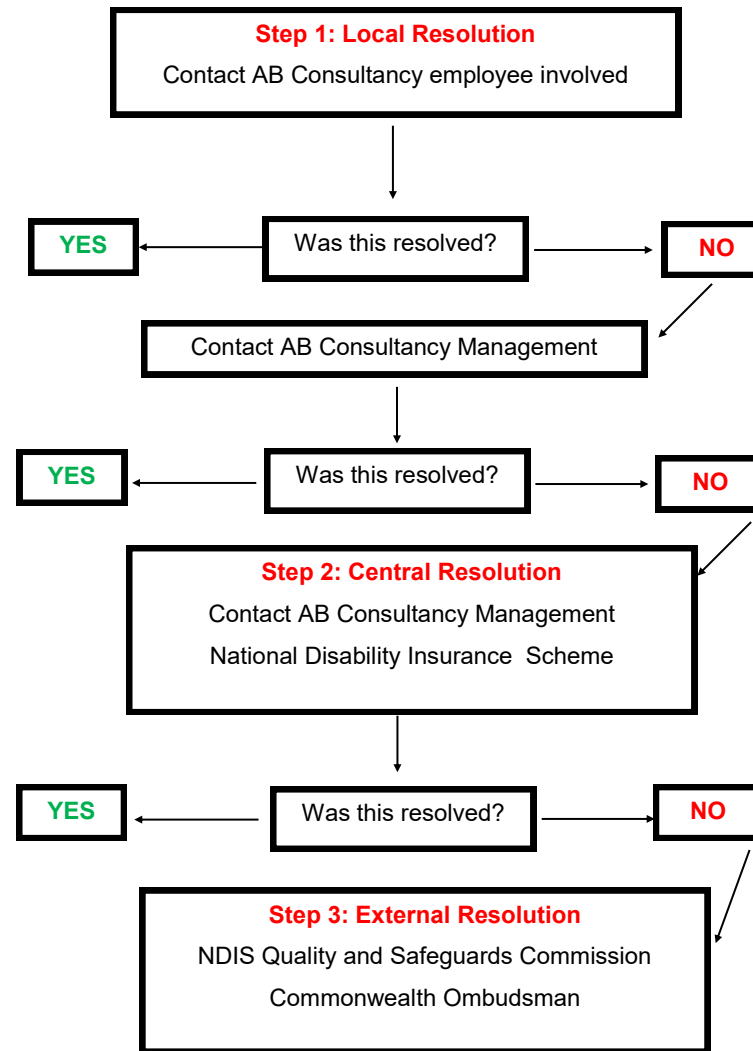 Step 1: Local Resolution
Contact AB Consultancy employee involved
YES
Was this resolved?
NO
Contact AB Consultancy Management
YES
Was this resolved?
NO
Step 2: Central Resolution
Contact AB Consultancy Management
National Disability Insurance  Scheme
YES
Was this resolved?
NO
Step 3: External Resolution
NDIS Quality and Safeguards Commission
Commonwealth Ombudsman